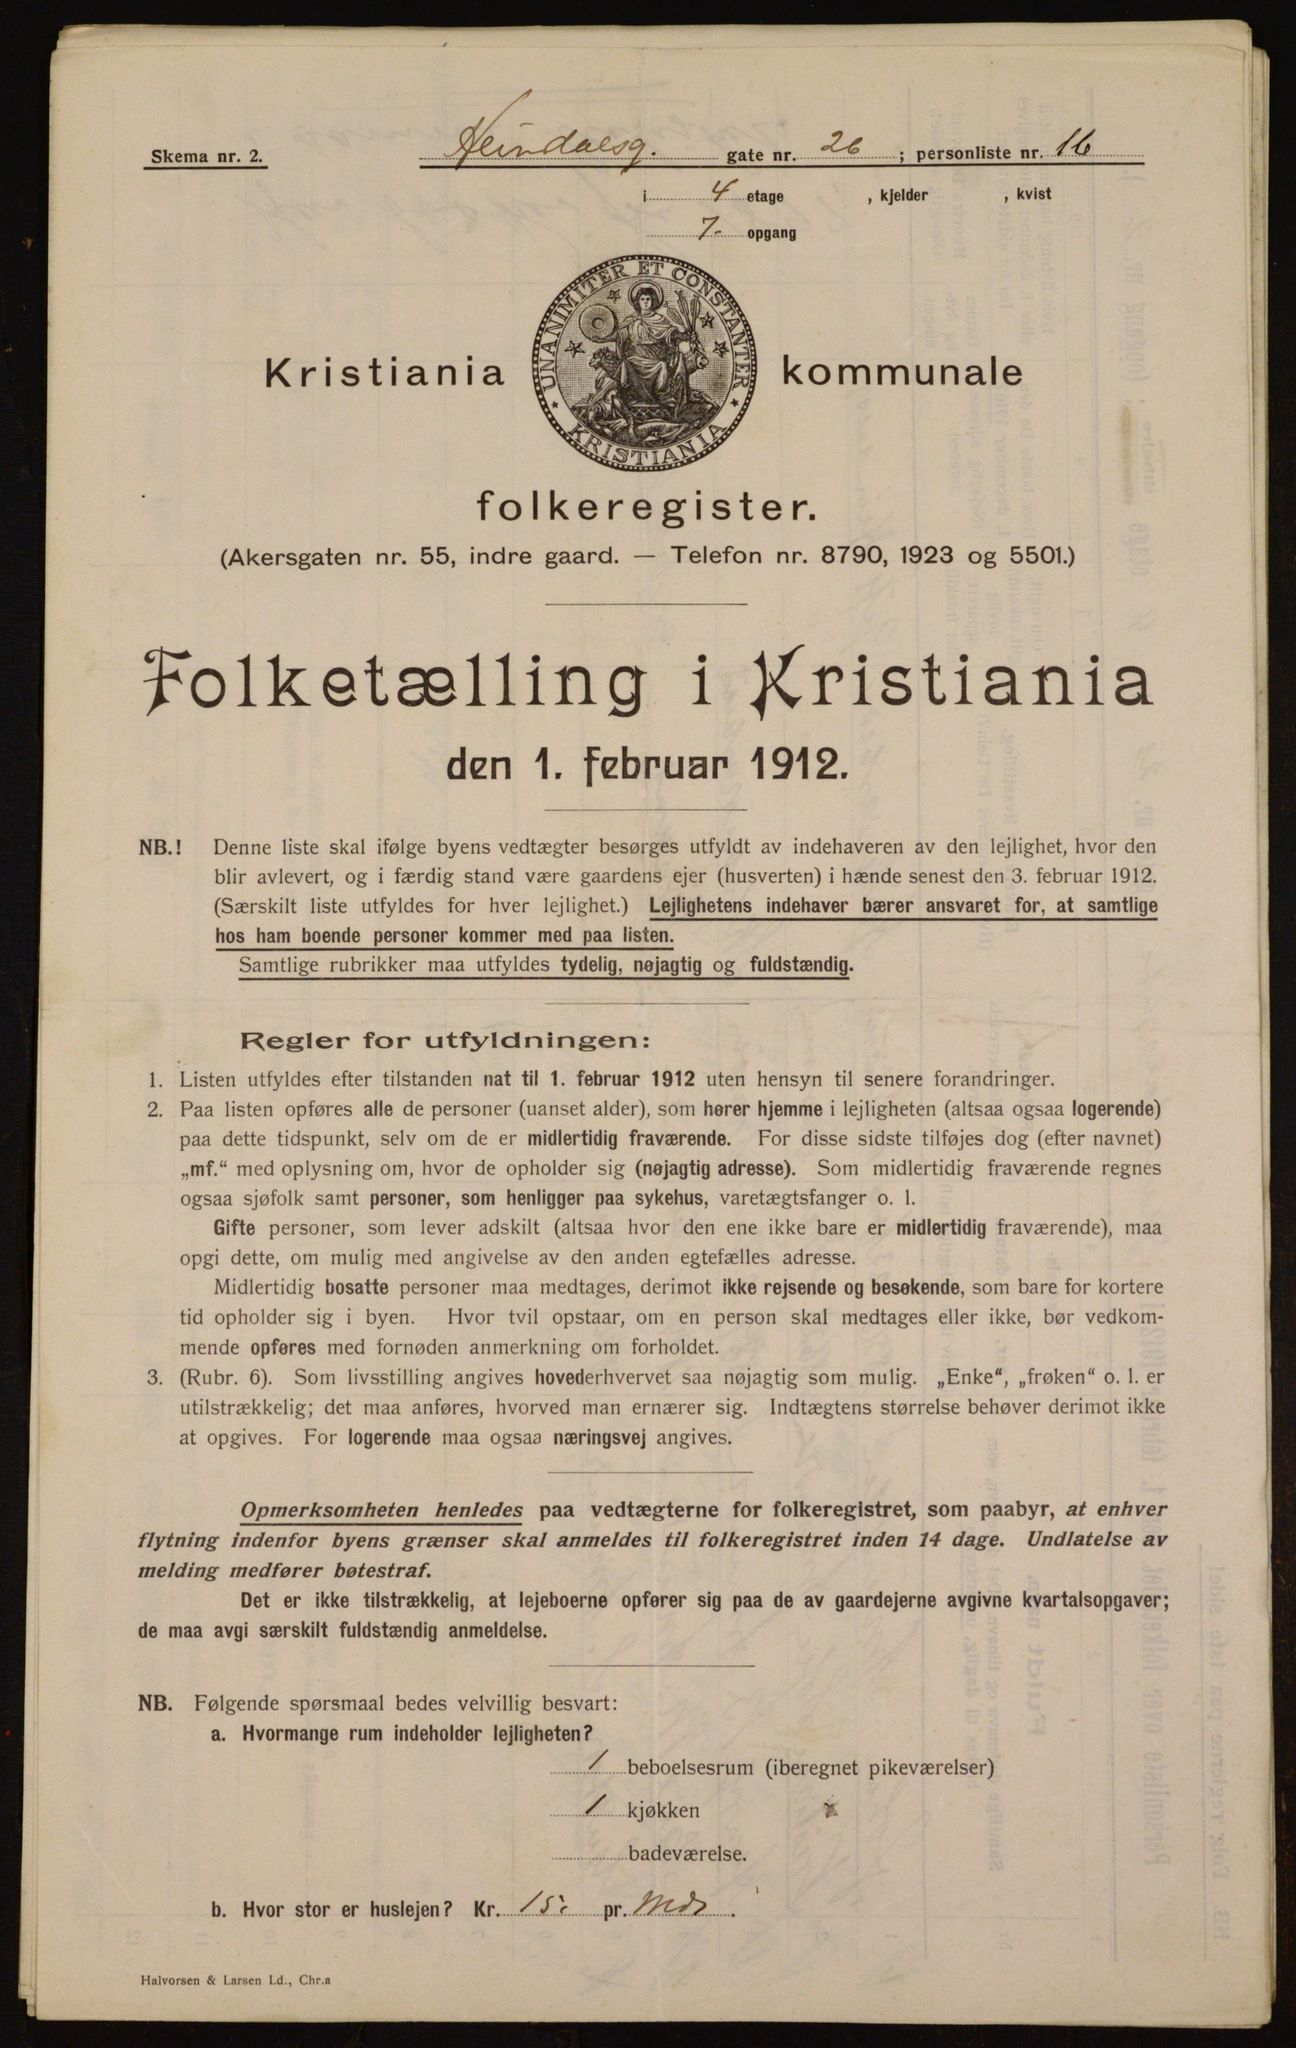 Skema nr. 2.
Heimdalsg. gate nr. 26 ; personliste nr. 16
i 4 etage , kjelder , kvist
7. opgang
UNANIMITER ET CONSTANTER
KRISTIANIA
Kristiania kommunale
folkeregister.
(Akersgaten nr. 55, indre gaard. — Telefon nr. 8790, 1923 og 5501.)
Folketælling i Kristiania
den 1. februar 1912.
NB.! Denne liste skal ifølge byens vedtægter besørges utfyldt av indehaveren av den lejlighet, hvor den
blir avlevert, og i færdig stand være gaardens ejer (husverten) i hænde senest den 3. februar 1912.
(Særskilt liste utfyldes for hver lejlighet.) Lejlighetens indehaver bærer ansvaret for, at samtlige
hos ham boende personer kommer med paa listen.
Samtlige rubrikker maa utfyldes tydelig, nøjagtig og fuldstændig.
Regler for utfyldningen:
1. Listen utfyldes efter tilstanden nat til 1. februar 1912 uten hensyn til senere forandringer.
2. Paa listen opføres alle de personer (uanset alder), som hører hjemme i lejligheten (altsaa ogsaa logerende)
paa dette tidspunkt, selv om de er midlertidig fraværende. For disse sidste tilføjes dog (efter navnet)
„mf.“ med oplysning om, hvor de opholder sig (nøjagtig adresse). Som midlertidig fraværende regnes
ogsaa sjøfolk samt personer, som henligger paa sykehus, varetægtsfanger o. l.
Gifte personer, som lever adskilt (altsaa hvor den ene ikke bare er midlertidig fraværende), maa
opgi dette, om mulig med angivelse av den anden egtefælles adresse.
Midlertidig bosatte personer maa medtages, derimot ikke rejsende og besøkende, som bare for kortere
tid opholder sig i byen. Hvor tvil opstaar, om en person skal medtages eller ikke, bør vedkom-
mende opføres med fornøden anmerkning om forholdet.
3. (Rubr. 6). Som livsstilling angives hovederhvervet saa nøjagtig som mulig. „Enke“, „frøken“ o. l. er
utilstrækkelig; det maa anføres, hvorved man ernærer sig. Indtægtens størrelse behøver derimot ikke
at opgives. For logerende maa ogsaa næringsvej angives.
Opmerksomheten henledes paa vedtægterne for folkeregistret, som paabyr, at enhver
flytning indenfor byens grænser skal anmeldes til folkeregistret inden 14 dage. Undlatelse av
melding medfører bøtestraf.
Det er ikke tilstrækkelig, at lejeboerne opfører sig paa de av gaardejerne avgivne kvartalsopgaver;
de maa avgi særskilt fuldstændig anmeldelse.
NB. Følgende spørsmaal bedes velvillig besvart:
a. Hvormange rum indeholder lejligheten?
1 beboelsesrum (iberegnet pikeværelser)
1 kjøkken
badeværelse.
b. Hvor stor er huslejen? Kr. 15,- pr. Md.
Halvorsen & Larsen Ld., Chr.a